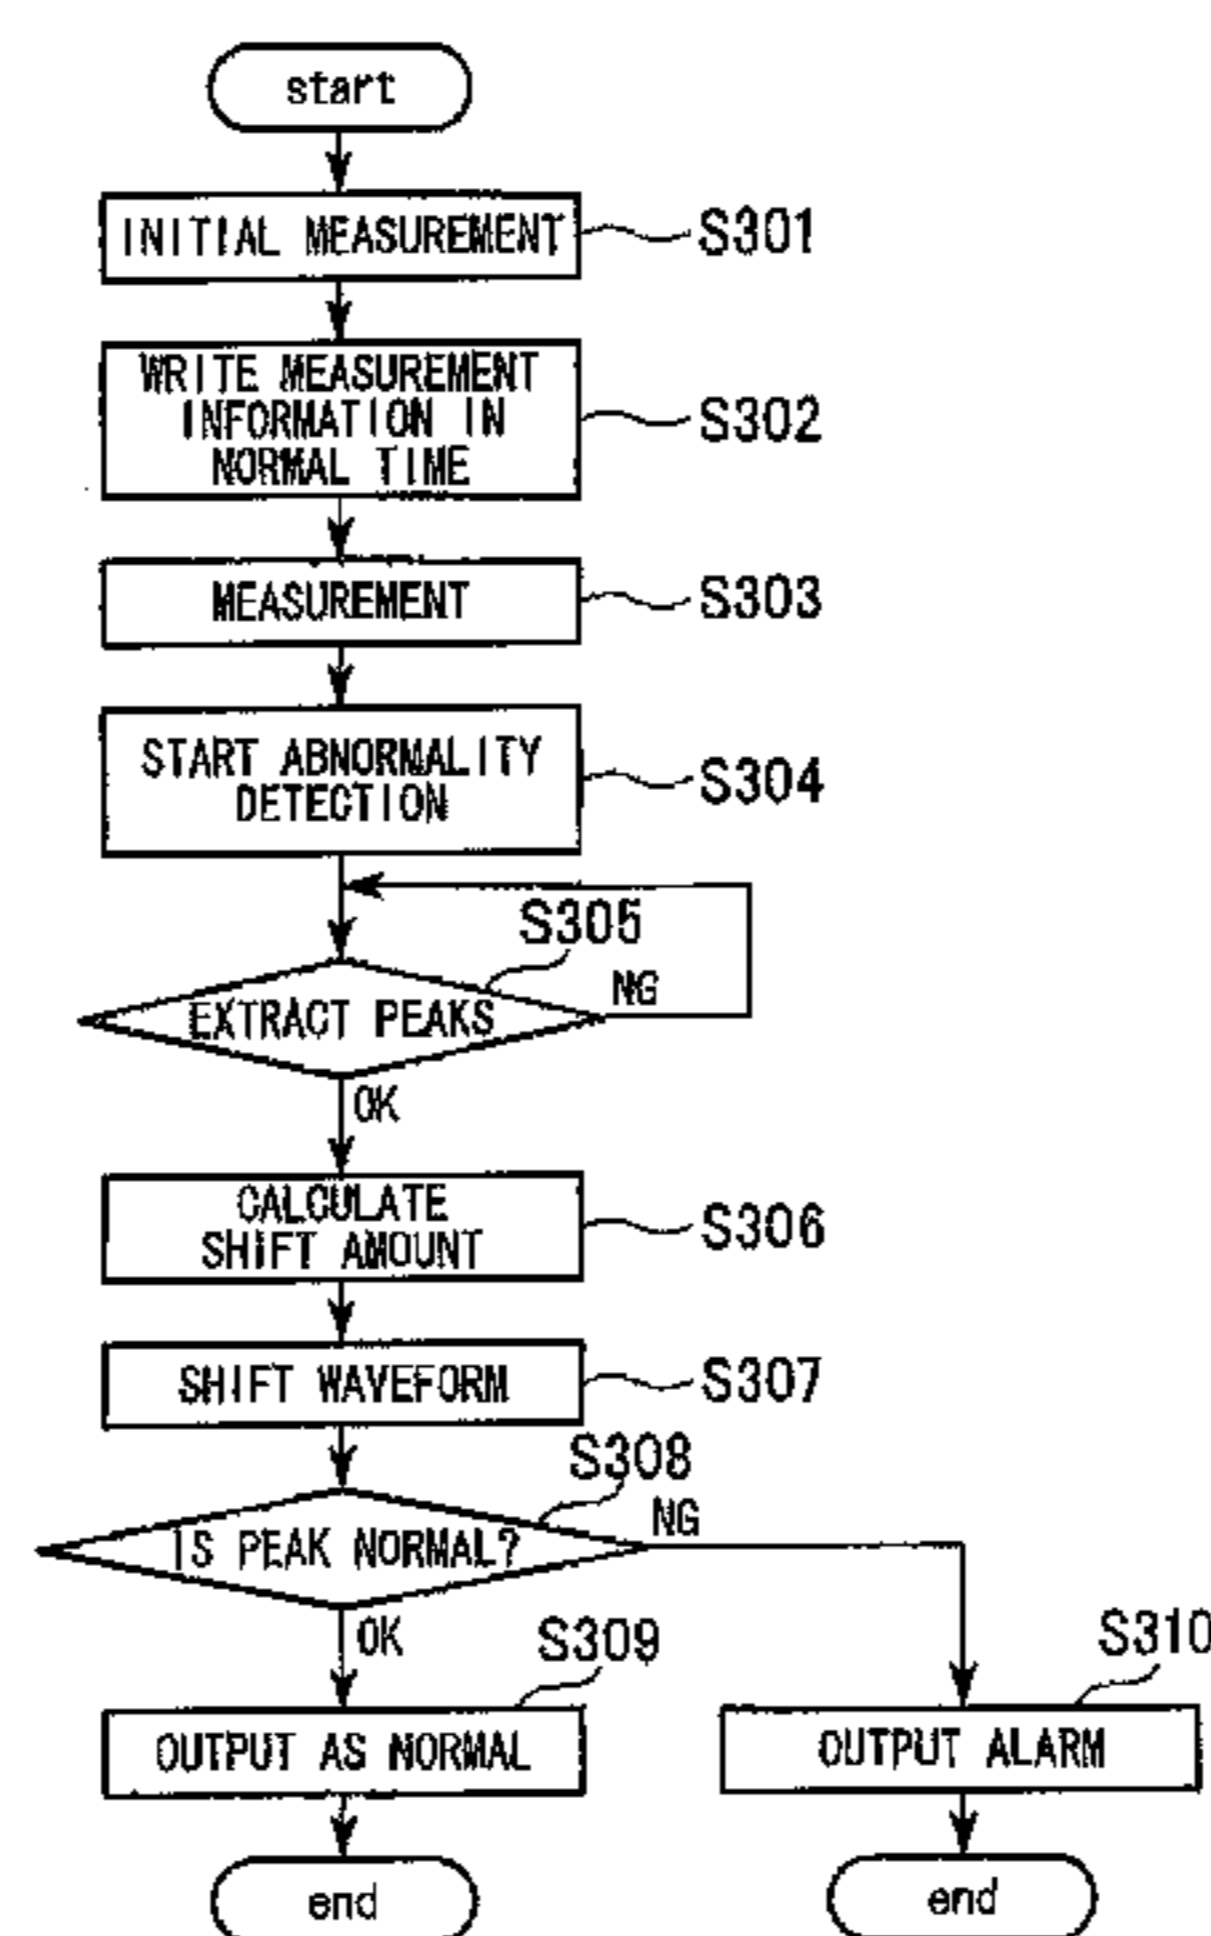 start
INITIAL MEASUREMENT
S301
WRITE MEASUREMENT
INFORMATION IN
NORMAL TIME
S302
MEASUREMENT
S303
START ABNORMALITY
DETECTION
S304
S305
EXTRACT PEAKS
NG
OK
CALCULATE
SHIFT AMOUNT
S306
SHIFT WAVEFORM
S307
S308
IS PEAK NORMAL?
NG
OK
S309
S310
OUTPUT AS NORMAL
OUTPUT ALARM
end
end